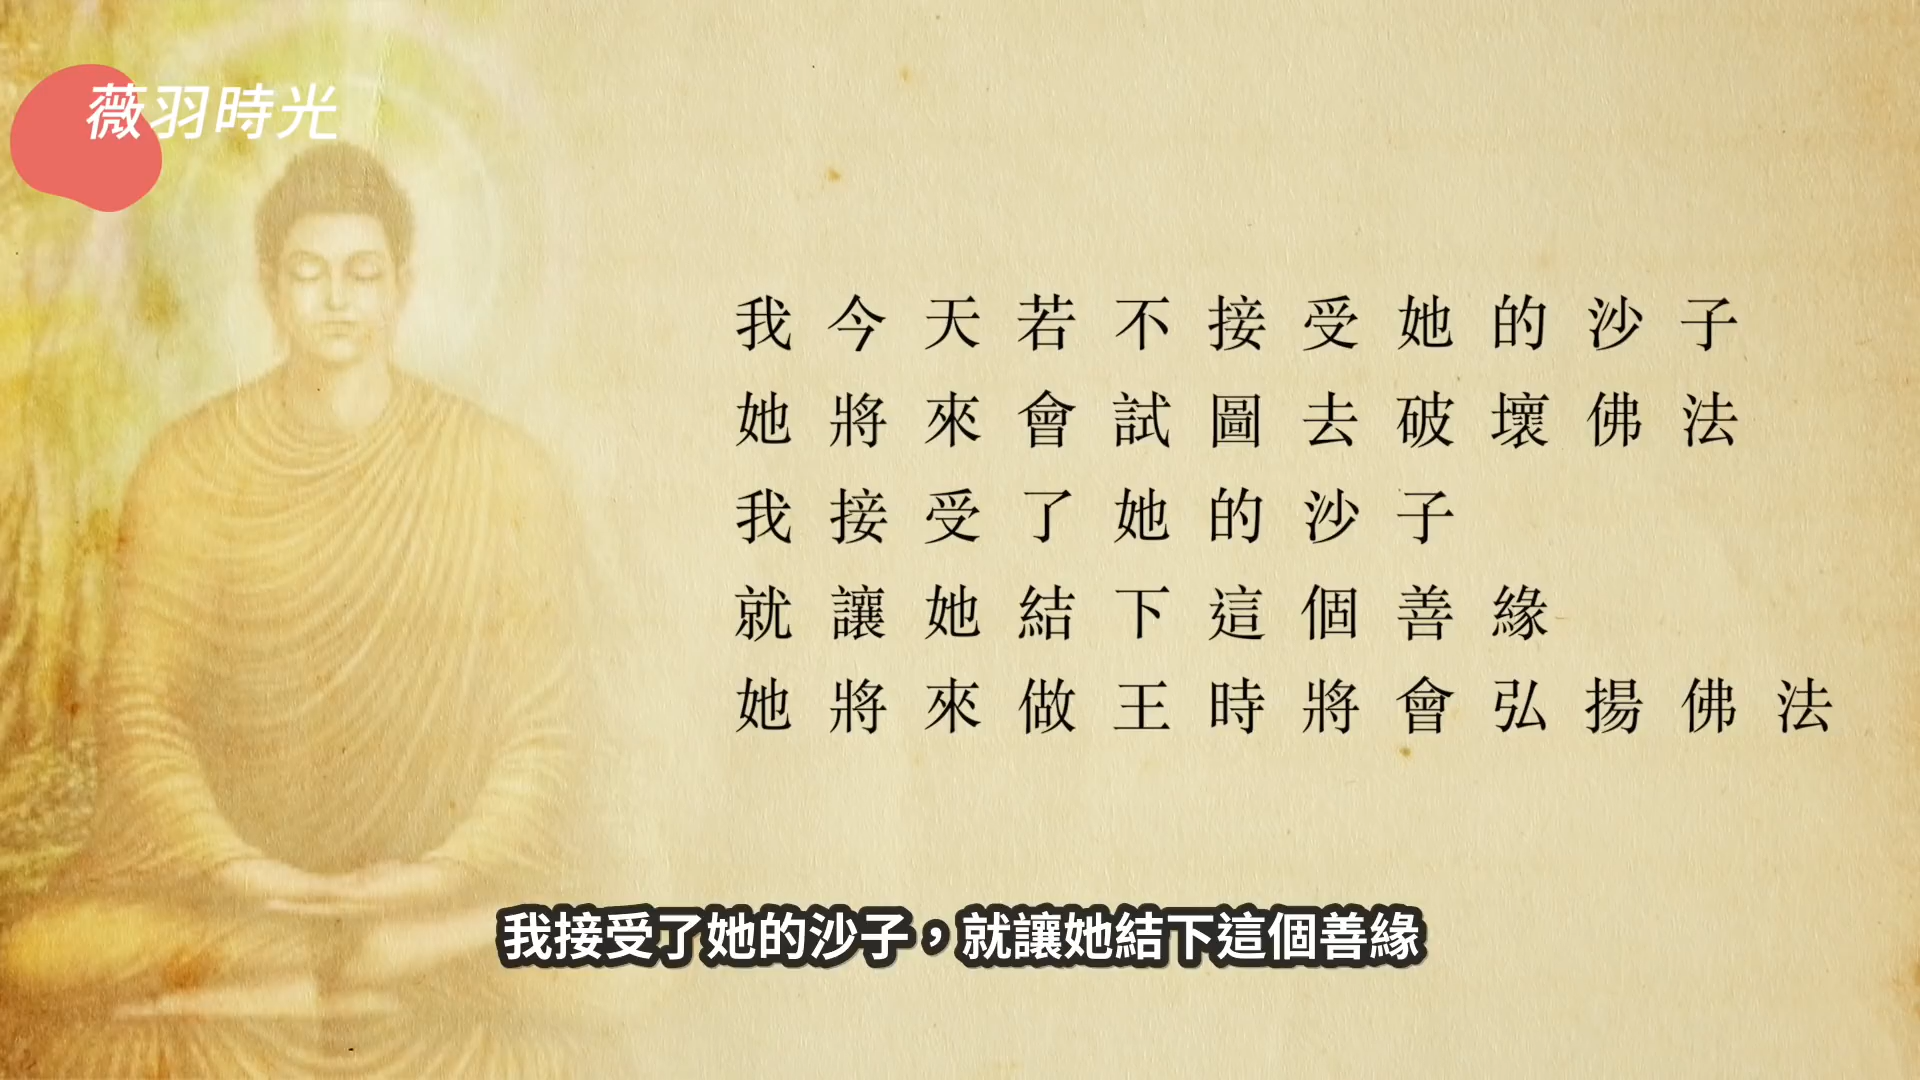 薇羽時光
我今天若不接受她的沙子
她將來會試圖去破壞佛法
我接受了她的沙子
就讓她結下這個善緣
她將來做王時將會弘揚佛法
我接受了她的沙子，就讓她結下這個善緣